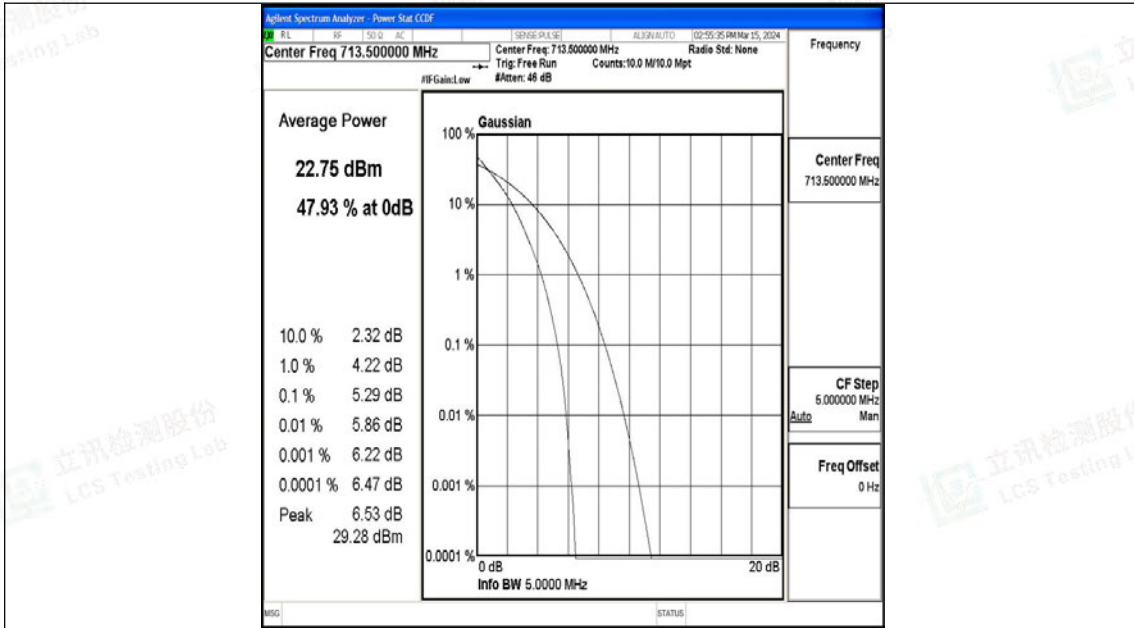 Agilent Spectrum Analyzer - Power Stat CCDF
RL RF 50 Ω AC SENSE:PULSE ALIGNAUTO 02:55:35 PM Mar 15, 2024
Center Freq 713.500000 MHz
Center Freq: 713.500000 MHz Radio Std: None
Trig: Free Run Counts:10.0 M/10.0 Mpt
#IFGain:Low #Atten: 46 dB
Frequency
Average Power
22.75 dBm
47.93 % at 0dB
10.0 % 2.32 dB
1.0 % 4.22 dB
0.1 % 5.29 dB
0.01 % 5.86 dB
0.001 % 6.22 dB
0.0001 % 6.47 dB
Peak 6.53 dB
29.28 dBm
Gaussian
100 %
10 %
1 %
0.1 %
0.01 %
0.001 %
0.0001 %
0 dB 20 dB
Info BW 5.0000 MHz
Center Freq
713.500000 MHz
CF Step
5.000000 MHz
Auto Man
Freq Offset
0 Hz
MSG STATUS
立讯检测股份
LCS Testing Lab
立讯检测股份
LCS Testing L